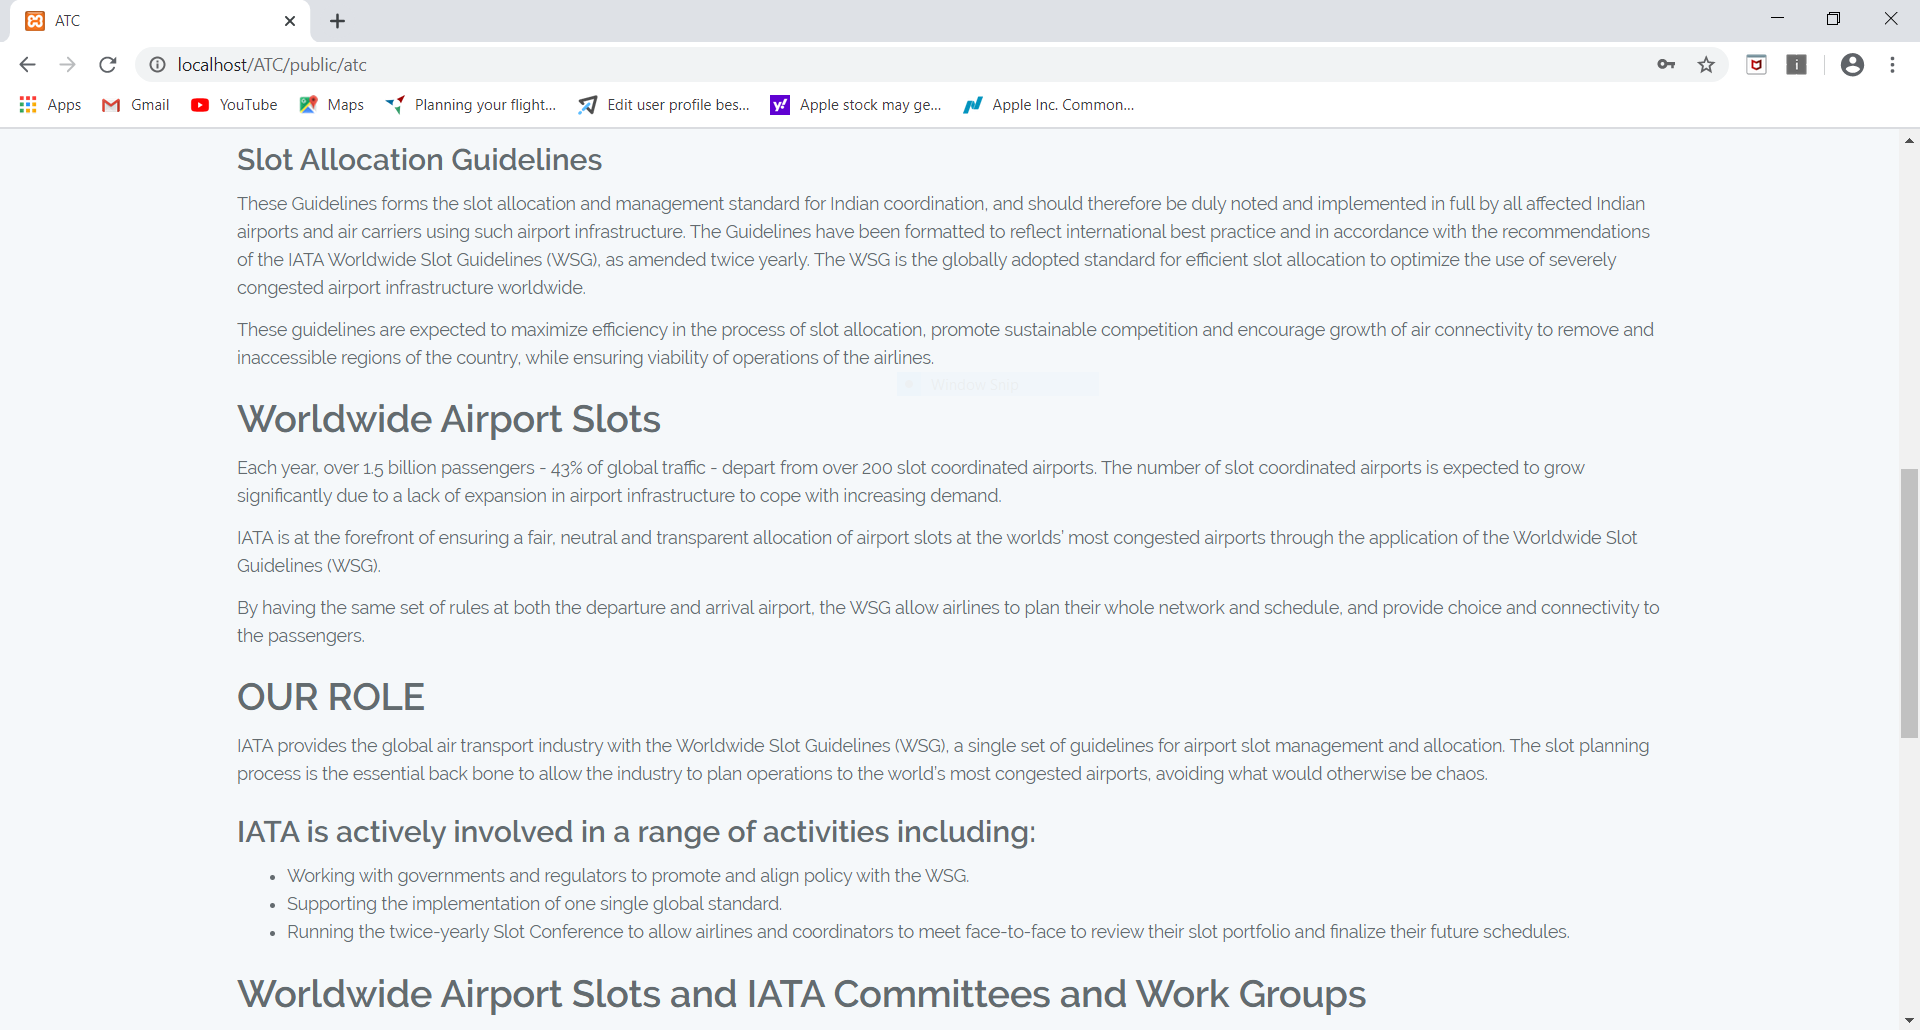 ATC
localhost/ATC/public/atc
Apps Gmail YouTube Maps Planning your flight... Edit user profile bes... Apple stock may ge... Apple Inc. Common...
Slot Allocation Guidelines
These Guidelines forms the slot allocation and management standard for Indian coordination, and should therefore be duly noted and implemented in full by all affected Indian
airports and air carriers using such airport infrastructure. The Guidelines have been formatted to reflect international best practice and in accordance with the recommendations
of the IATA Worldwide Slot Guidelines (WSG), as amended twice yearly. The WSG is the globally adopted standard for efficient slot allocation to optimize the use of severely
congested airport infrastructure worldwide.
These guidelines are expected to maximize efficiency in the process of slot allocation, promote sustainable competition and encourage growth of air connectivity to remove and
inaccessible regions of the country, while ensuring viability of operations of the airlines.
Window Snip
Worldwide Airport Slots
Each year, over 1.5 billion passengers - 43% of global traffic - depart from over 200 slot coordinated airports. The number of slot coordinated airports is expected to grow
significantly due to a lack of expansion in airport infrastructure to cope with increasing demand.
IATA is at the forefront of ensuring a fair, neutral and transparent allocation of airport slots at the worlds' most congested airports through the application of the Worldwide Slot
Guidelines (WSG).
By having the same set of rules at both the departure and arrival airport, the WSG allow airlines to plan their whole network and schedule, and provide choice and connectivity to
the passengers.
OUR ROLE
IATA provides the global air transport industry with the Worldwide Slot Guidelines (WSG), a single set of guidelines for airport slot management and allocation. The slot planning
process is the essential back bone to allow the industry to plan operations to the world's most congested airports, avoiding what would otherwise be chaos.
IATA is actively involved in a range of activities including:
• Working with governments and regulators to promote and align policy with the WSG.
• Supporting the implementation of one single global standard.
• Running the twice-yearly Slot Conference to allow airlines and coordinators to meet face-to-face to review their slot portfolio and finalize their future schedules.
Worldwide Airport Slots and IATA Committees and Work Groups